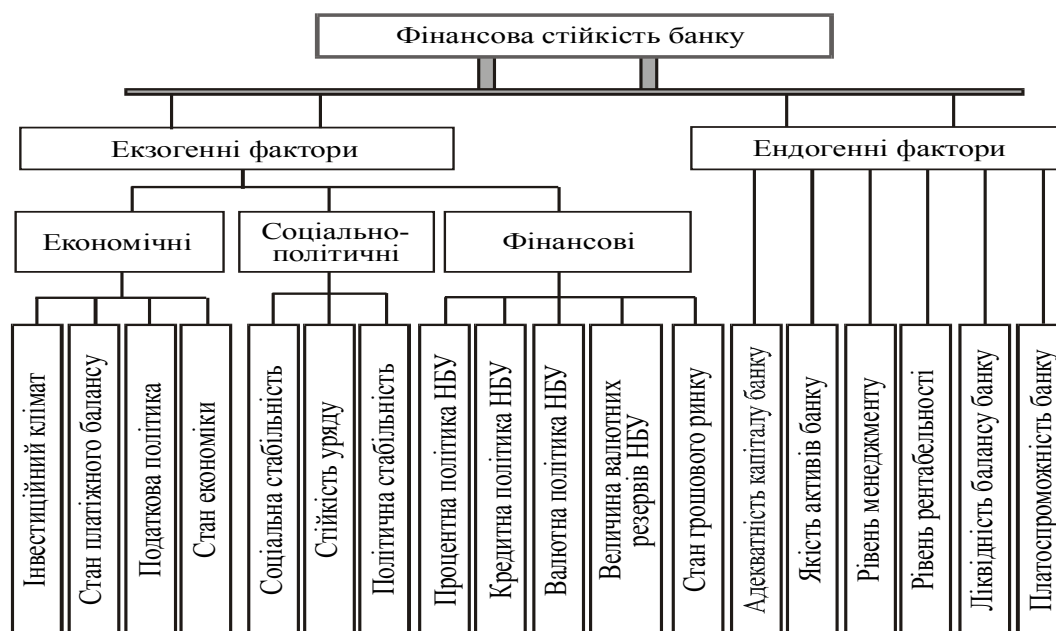 Фінансова стійкість банку
Екзогенні фактори
Ендогенні фактори
Економічні
Соціально-
політичні
Фінансові
Інвестиційний клімат
Стан платіжного балансу
Податкова політика
Стан економіки
Соціальна стабільність
Стійкість уряду
Політична стабільність
Процентна політика НБУ
Кредитна політика НБУ
Валютна політика НБУ
Величина валютних
резервів НБУ
Стан грошового ринку
Адекватність капіталу банку
Якість активів банку
Рівень менеджменту
Рівень рентабельності
Ліквідність балансу банку
Платоспроможність банку